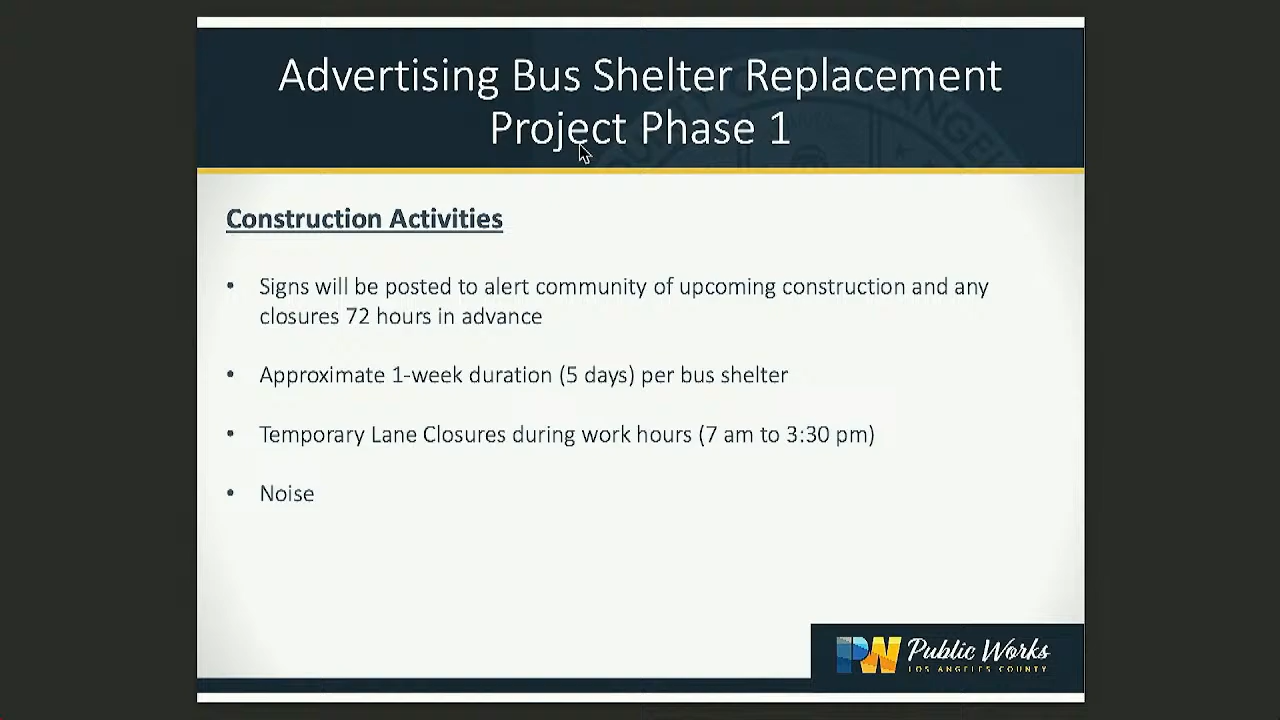 Advertising Bus Shelter Replacement
Project Phase 1
Construction Activities
• Signs will be posted to alert community of upcoming construction and any
closures 72 hours in advance
• Approximate 1-week duration (5 days) per bus shelter
• Temporary Lane Closures during work hours (7 am to 3:30 pm)
• Noise
PW Public Works
LOS ANGELES COUNTY